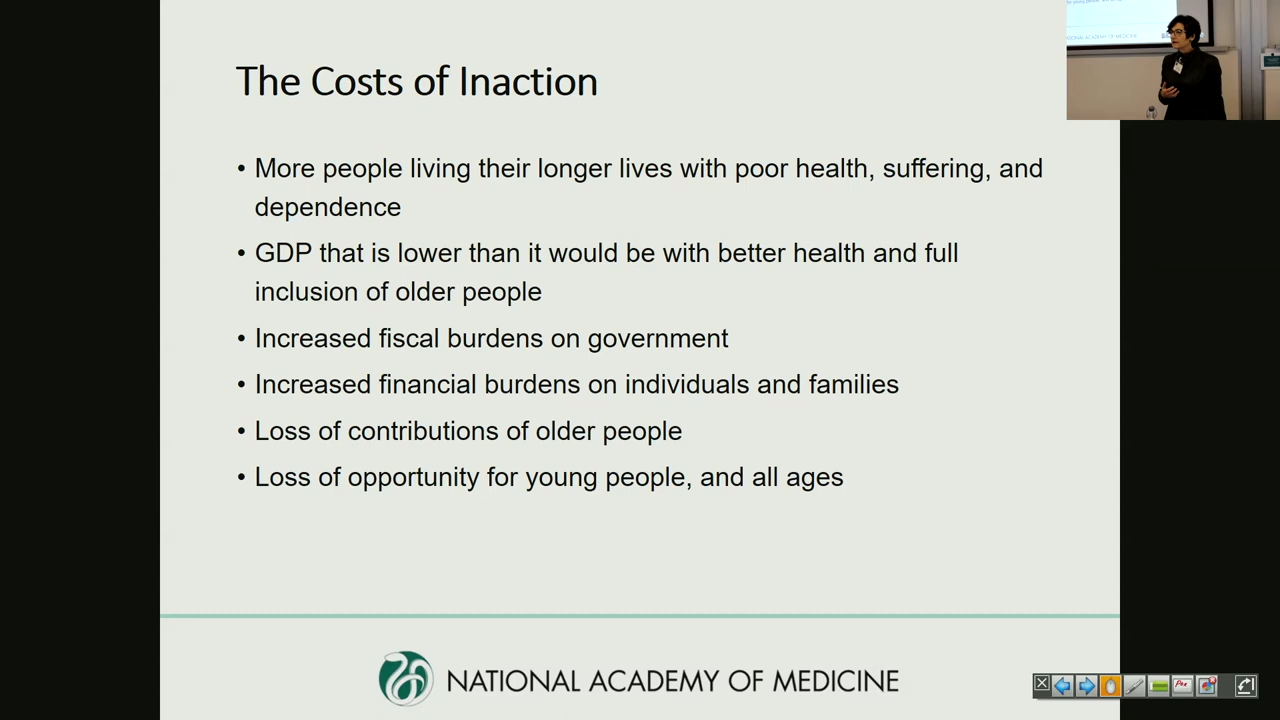 The Costs of Inaction
• More people living their longer lives with poor health, suffering, and
dependence
• GDP that is lower than it would be with better health and full
inclusion of older people
• Increased fiscal burdens on government
• Increased financial burdens on individuals and families
• Loss of contributions of older people
• Loss of opportunity for young people, and all ages
NATIONAL ACADEMY OF MEDICINE